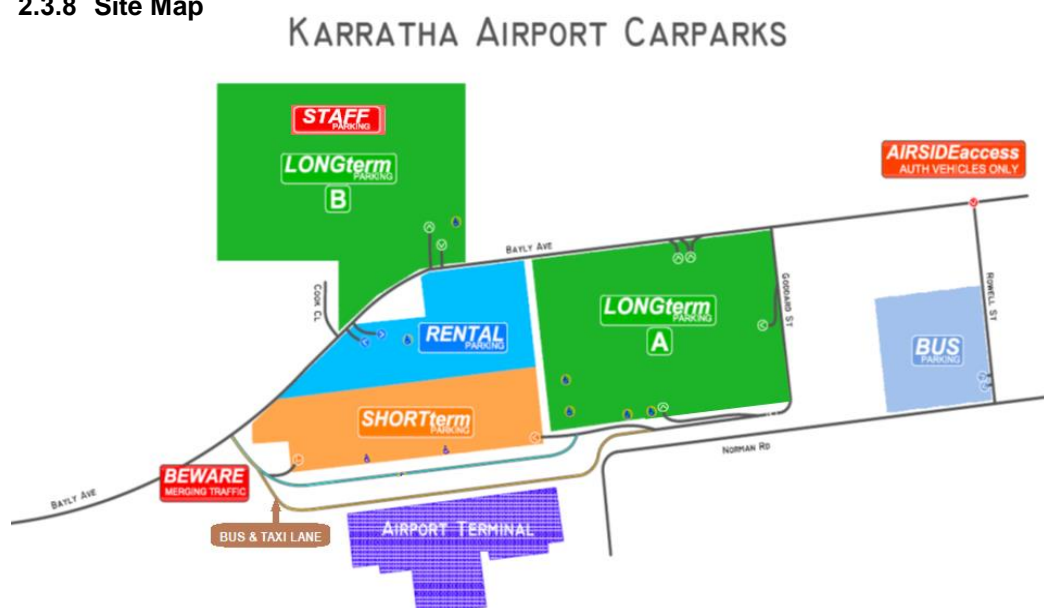 2.3.8 Site Map
KARRATHA AIRPORT CARPARKS
STAFF
PARKING
LONGterm
PARKING
B
AIRSIDEaccess
AUTH VEHICLES ONLY
BAYLY AVE
COOK CL
GODDARD ST
ROWELL ST
LONGterm
PARKING
A
RENTAL
PARKING
BUS
PARKING
SHORTterm
PARKING
NORMAN RD
BEWARE
MERGING TRAFFIC
BAYLY AVE
BUS & TAXI LANE
AIRPORT TERMINAL